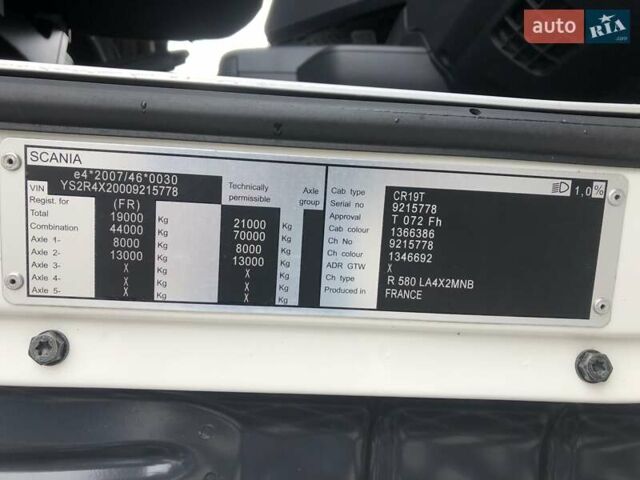 auto RIA.com
SCANIA
e4*2007/46*0030
VIN YS2R4X20009215778
Regist. for (FR) Technically permissible Axle group
Total 19000 Kg 21000 Kg
Combination 44000 Kg 70000 Kg
Axle 1- 8000 Kg 8000 Kg
Axle 2- 13000 Kg 13000 Kg
Axle 3- X Kg X Kg
Axle 4- X Kg X Kg
Axle 5- X Kg X Kg
1,0 %
Cab type CR19T
Serial no 9215778
Approval T 072 Fh
Cab colour 1366386
Ch No 9215778
Ch colour 1346692
ADR GTW X
Ch type R 580 LA4X2MNB
Produced in FRANCE